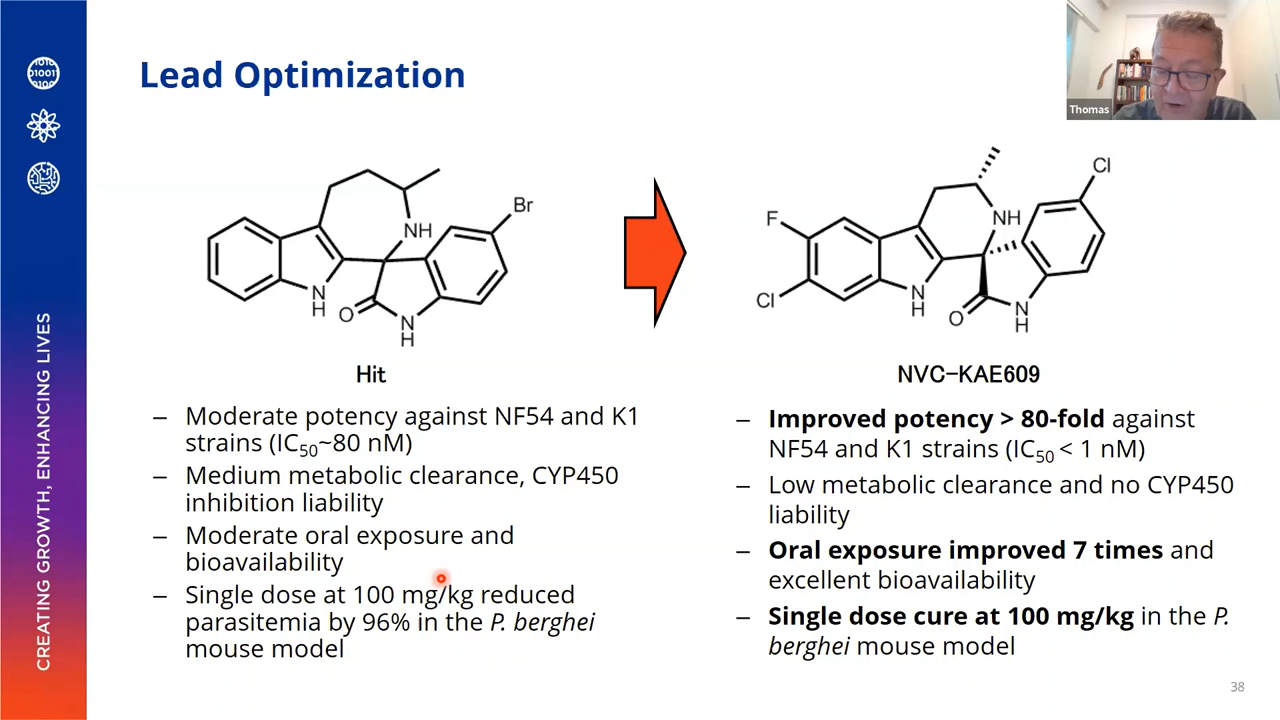 Lead Optimization
Thomas
CREATING GROWTH, ENHANCING LIVES
NH
Br
N
H
O
N
H
Hit
F
Cl
NH
Cl
N
H
O
N
H
NVC-KAE609
– Moderate potency against NF54 and K1
strains (IC50~80 nM)
– Medium metabolic clearance, CYP450
inhibition liability
– Moderate oral exposure and
bioavailability
– Single dose at 100 mg/kg reduced
parasitemia by 96% in the P. berghei
mouse model
– Improved potency > 80-fold against
NF54 and K1 strains (IC50 < 1 nM)
– Low metabolic clearance and no CYP450
liability
– Oral exposure improved 7 times and
excellent bioavailability
– Single dose cure at 100 mg/kg in the P.
berghei mouse model
38